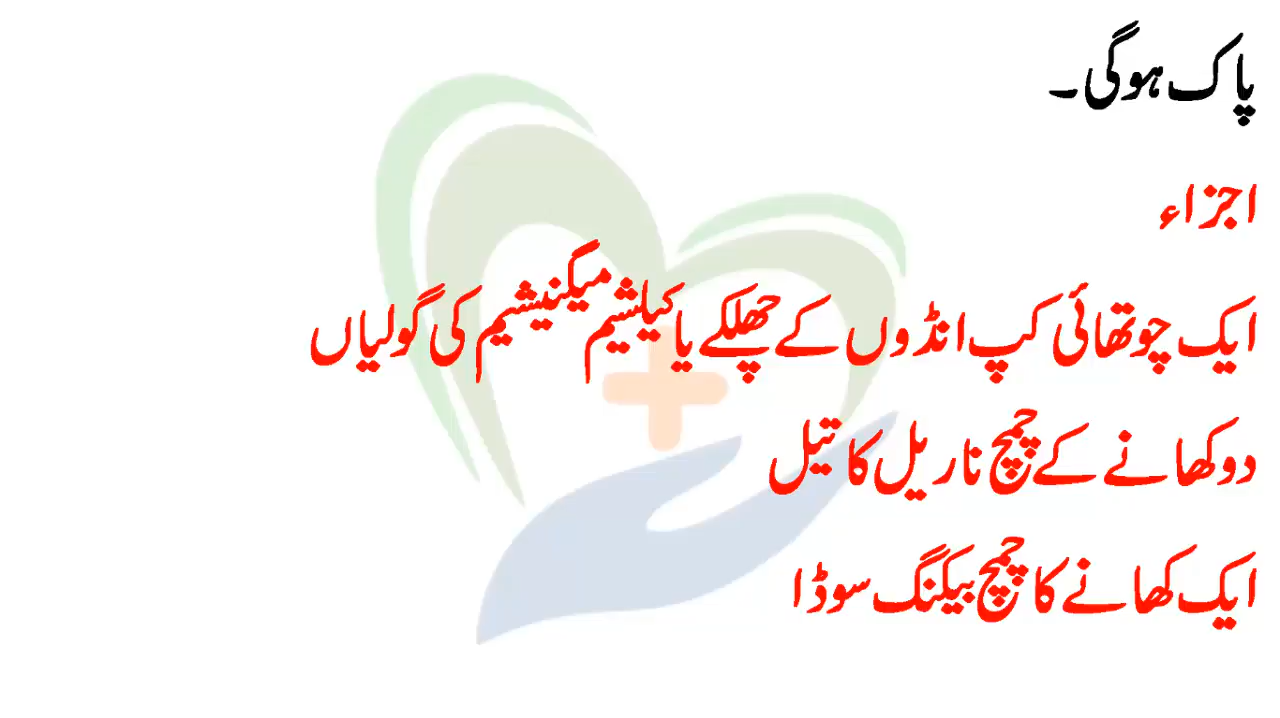 پاک ہوگی۔
اجزاء
ایک چوتھائی کپ انڈوں کے چھلکے یا کیلشیم میگنیشیم کی گولیاں
دو کھانے کے چمچ ناریل کا تیل
ایک کھانے کا چمچ بیکنگ سوڈا